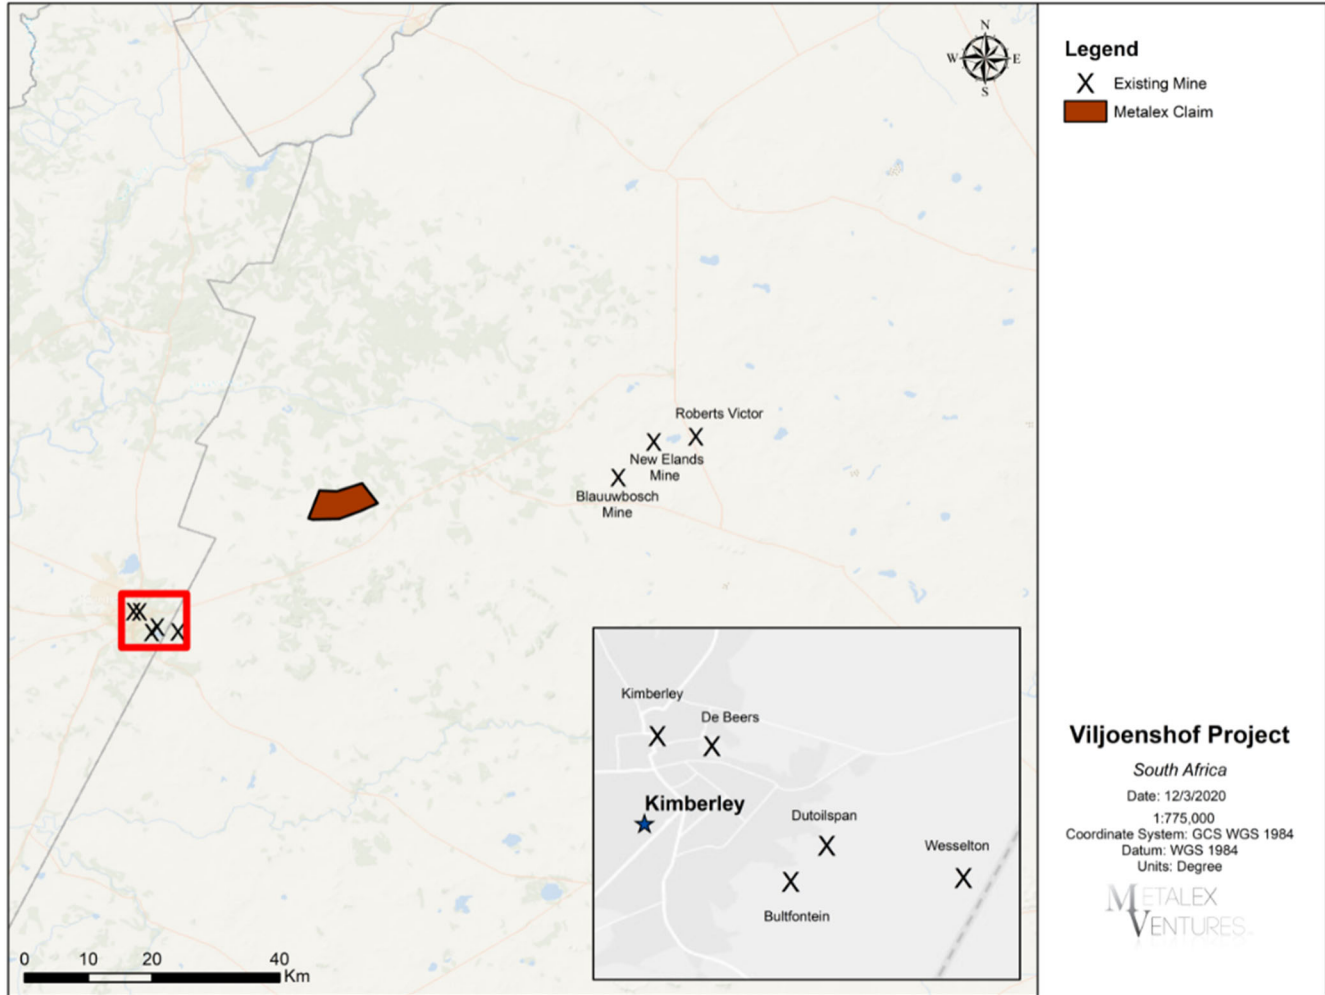 N
W E
S
Legend
X Existing Mine
Metalex Claim
Roberts Victor
New Elands
Mine
Blauuwbosch
Mine
Kimberley
De Beers
Kimberley
Dutoilspan
Wesselton
Bultfontein
0 10 20 40
Km
Viljoenshof Project
South Africa
Date: 12/3/2020
1:775,000
Coordinate System: GCS WGS 1984
Datum: WGS 1984
Units: Degree
METALEX
VENTURES